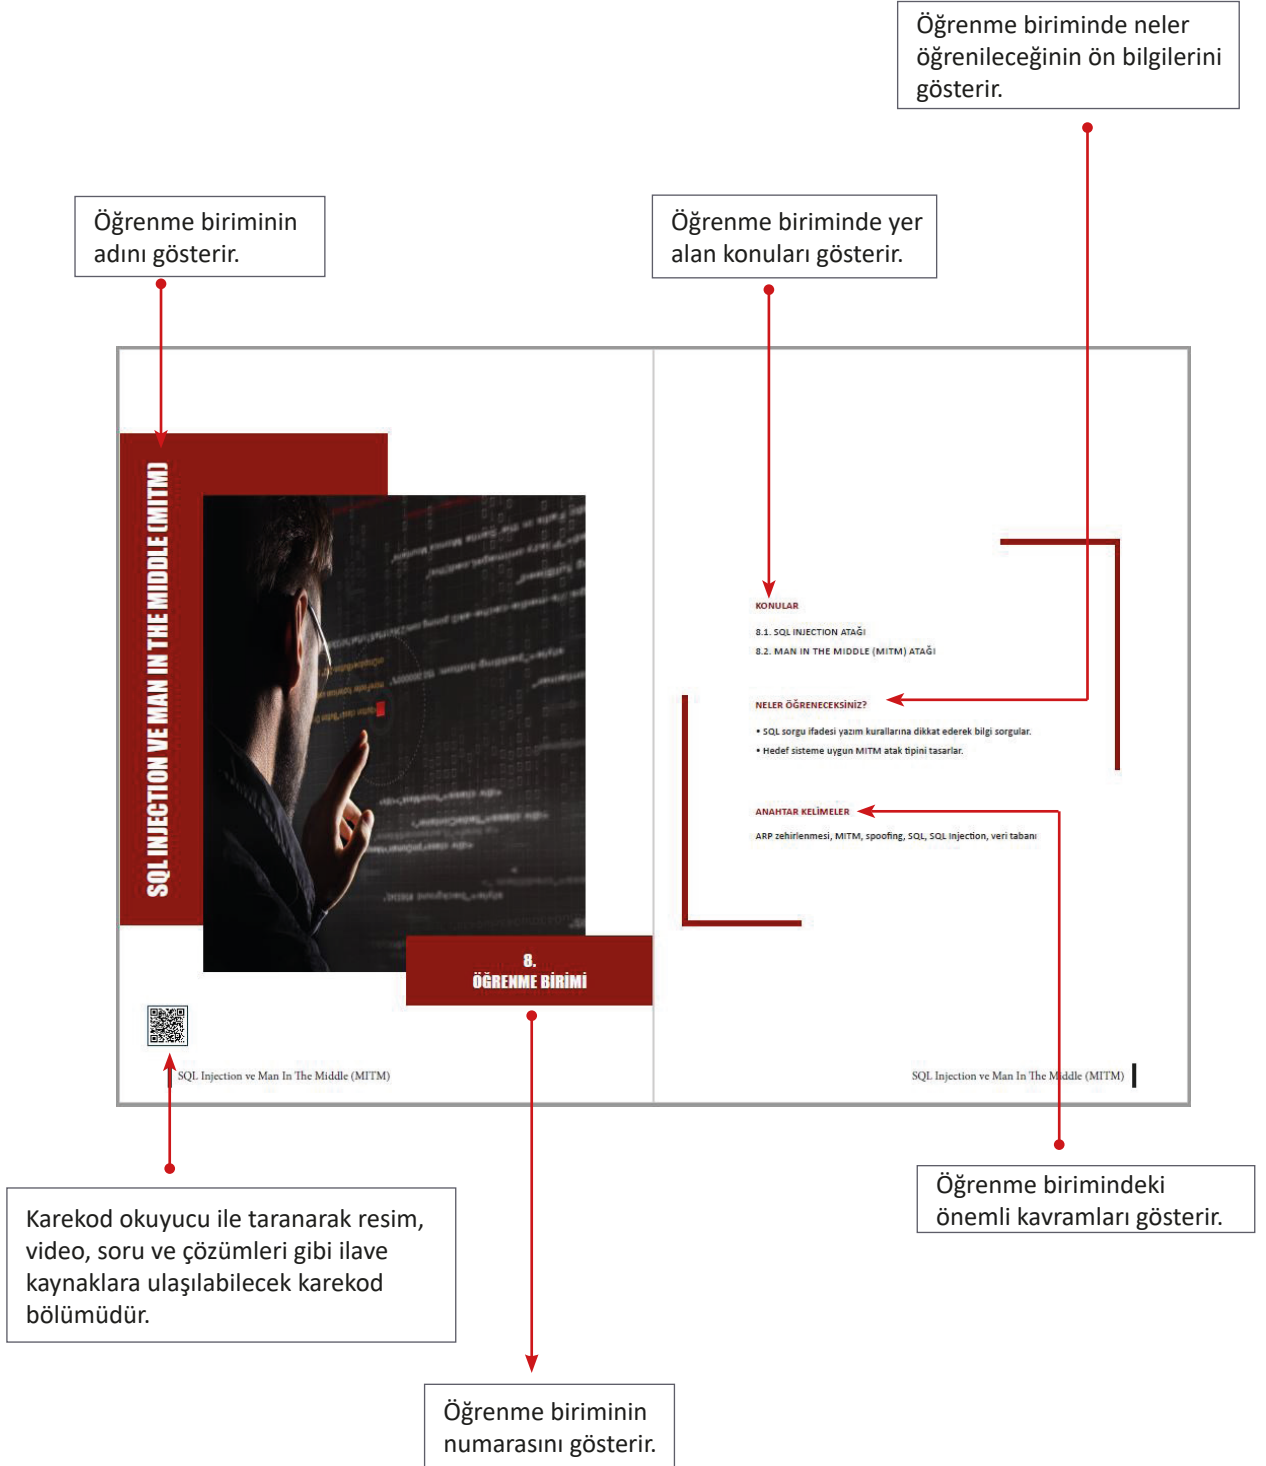 Öğrenme biriminde neler
öğrenileceğinin ön bilgilerini
gösterir.
Öğrenme biriminin
adını gösterir.
Öğrenme biriminde yer
alan konuları gösterir.
SQL INJECTION VE MAN IN THE MIDDLE (MITM)
8.
ÖĞRENME BİRİMİ
SQL Injection ve Man In The Middle (MITM)
KONULAR
8.1. SQL INJECTION ATAĞI
8.2. MAN IN THE MIDDLE (MITM) ATAĞI
NELER ÖĞRENECEKSİNİZ?
• SQL sorgu ifadesi yazım kurallarına dikkat ederek bilgi sorgular.
• Hedef sisteme uygun MITM atak tipini tasarlar.
ANAHTAR KELİMELER
ARP zehirlenmesi, MITM, spoofing, SQL, SQL Injection, veri tabanı
SQL Injection ve Man In The Middle (MITM)
Karekod okuyucu ile taranarak resim,
video, soru ve çözümleri gibi ilave
kaynaklara ulaşılabilecek karekod
bölümüdür.
Öğrenme birimindeki
önemli kavramları gösterir.
Öğrenme biriminin
numarasını gösterir.